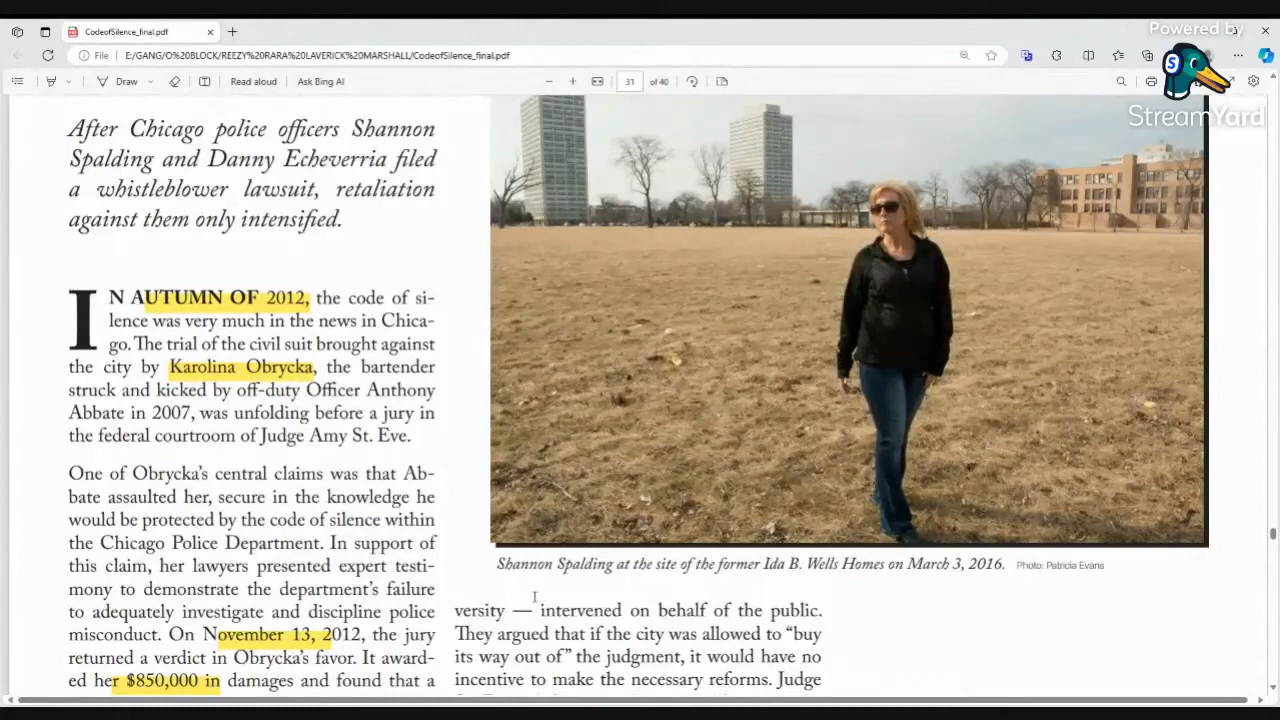 Powered by
StreamYard
CodeofSilence_final.pdf
File
E:/GANG/O%20BLOCK/REEZY%20RARA%20LAVERICK%20MARSHALL/CodeofSilence_final.pdf
Draw
Read aloud
Ask Bing AI
31 of 40
After Chicago police officers Shannon
Spalding and Danny Echeverria filed
a whistleblower lawsuit, retaliation
against them only intensified.
IN AUTUMN OF 2012, the code of si-
lence was very much in the news in Chica-
go. The trial of the civil suit brought against
the city by Karolina Obrycka, the bartender
struck and kicked by off-duty Officer Anthony
Abbate in 2007, was unfolding before a jury in
the federal courtroom of Judge Amy St. Eve.
One of Obrycka's central claims was that Ab-
bate assaulted her, secure in the knowledge he
would be protected by the code of silence within
the Chicago Police Department. In support of
this claim, her lawyers presented expert testi-
mony to demonstrate the department's failure
to adequately investigate and discipline police
misconduct. On November 13, 2012, the jury
returned a verdict in Obrycka's favor. It award-
ed her $850,000 in damages and found that a
Shannon Spalding at the site of the former Ida B. Wells Homes on March 3, 2016. Photo: Patricia Evans
versity — intervened on behalf of the public.
They argued that if the city was allowed to “buy
its way out of” the judgment, it would have no
incentive to make the necessary reforms. Judge